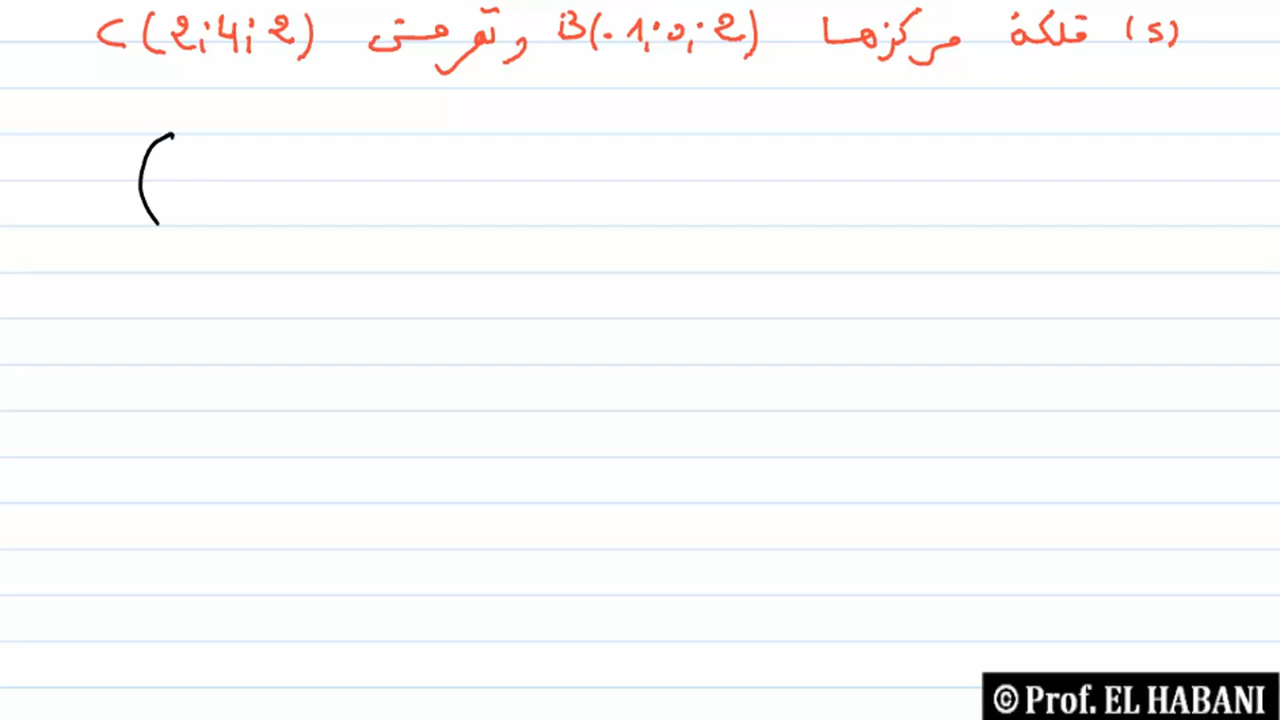 (S) فلكة مركزها B(-1;0;-2) وتمر من C(2;4;2)
© Prof. EL HABANI